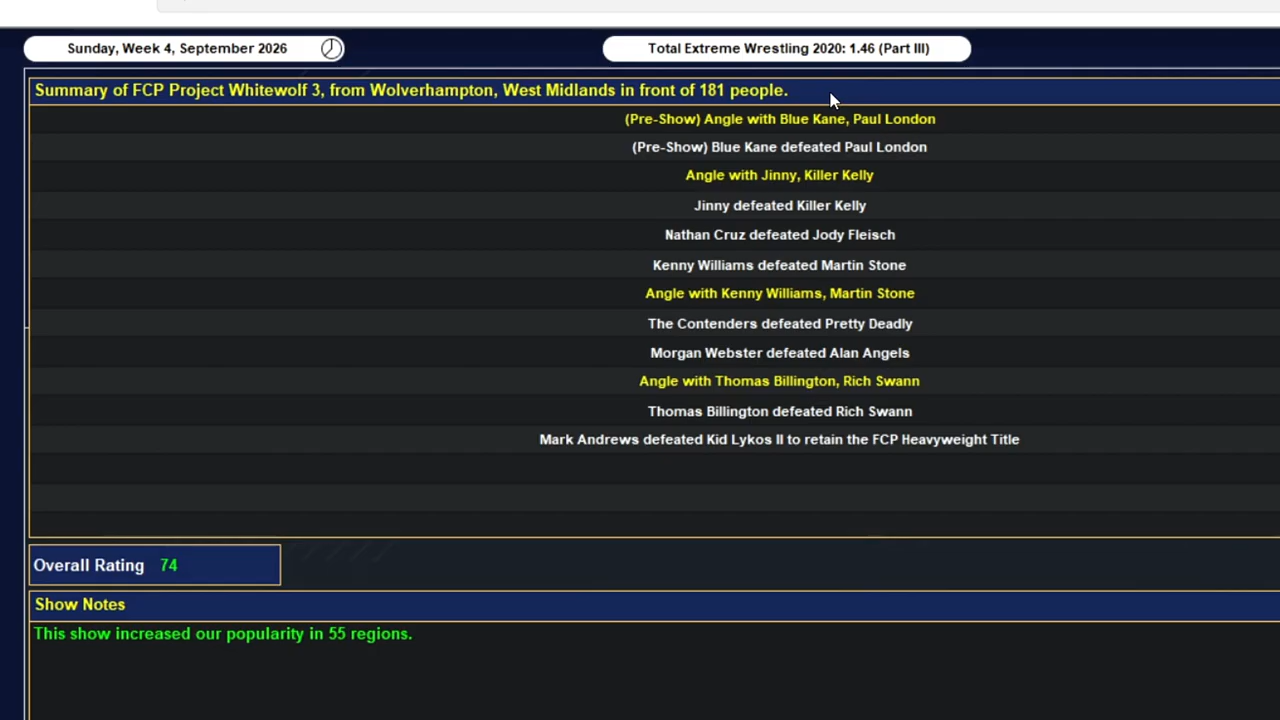 Sunday, Week 4, September 2026
Total Extreme Wrestling 2020: 1.46 (Part III)
Summary of FCP Project Whitewolf 3, from Wolverhampton, West Midlands in front of 181 people.
(Pre-Show) Angle with Blue Kane, Paul London
(Pre-Show) Blue Kane defeated Paul London
Angle with Jinny, Killer Kelly
Jinny defeated Killer Kelly
Nathan Cruz defeated Jody Fleisch
Kenny Williams defeated Martin Stone
Angle with Kenny Williams, Martin Stone
The Contenders defeated Pretty Deadly
Morgan Webster defeated Alan Angels
Angle with Thomas Billington, Rich Swann
Thomas Billington defeated Rich Swann
Mark Andrews defeated Kid Lykos II to retain the FCP Heavyweight Title
Overall Rating 74
Show Notes
This show increased our popularity in 55 regions.